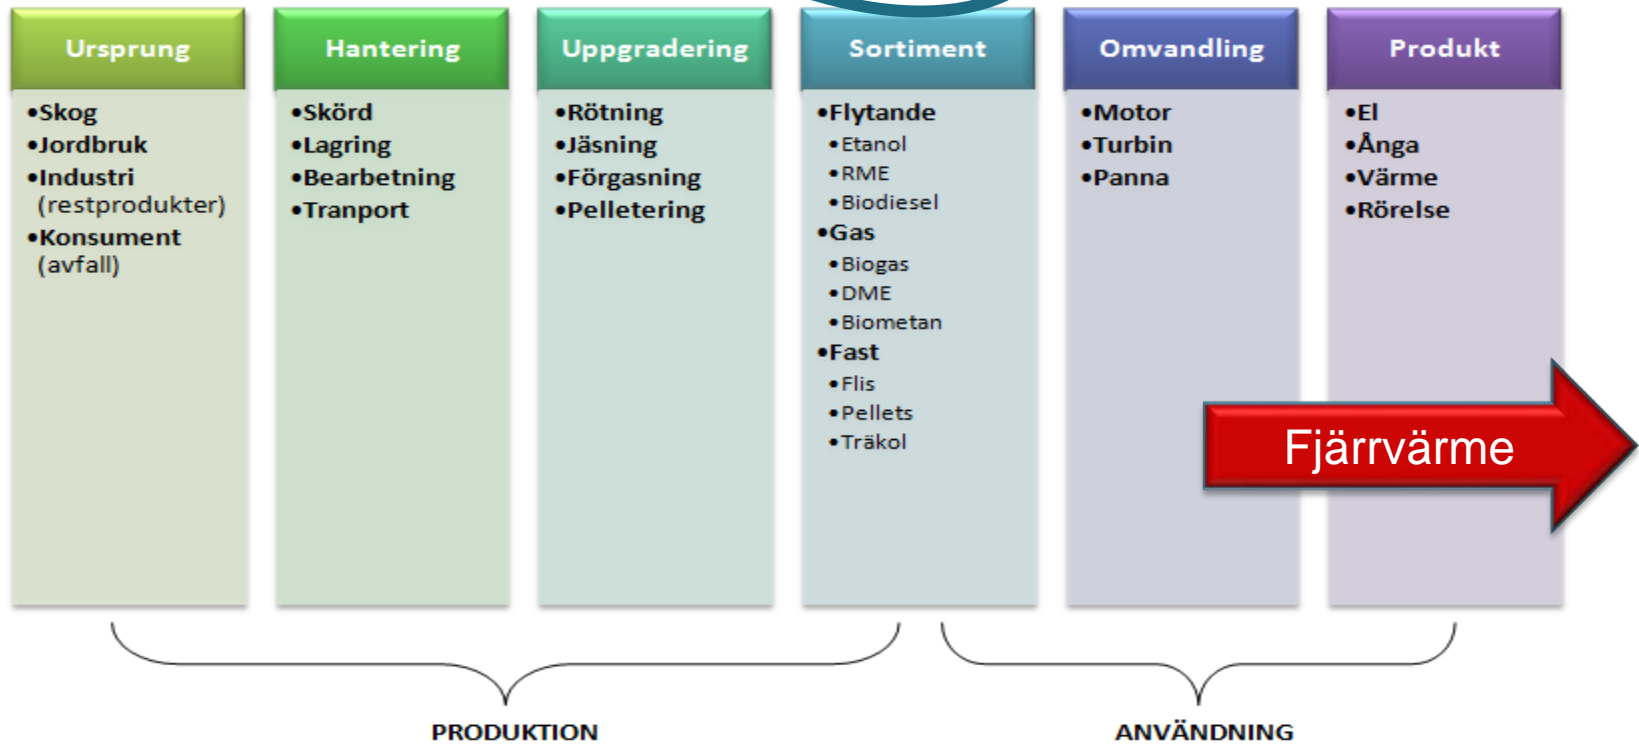 Ursprung
•Skog
•Jordbruk
•Industri
(restprodukter)
•Konsument
(avfall)
Hantering
•Skörd
•Lagring
•Bearbetning
•Tranport
Uppgradering
•Rötning
•Jäsning
•Förgasning
•Pelletering
Sortiment
•Flytande
•Etanol
•RME
•Biodiesel
•Gas
•Biogas
•DME
•Biometan
•Fast
•Flis
•Pellets
•Träkol
Omvandling
•Motor
•Turbin
•Panna
Produkt
•El
•Ånga
•Värme
•Rörelse
Fjärrvärme
PRODUKTION
ANVÄNDNING